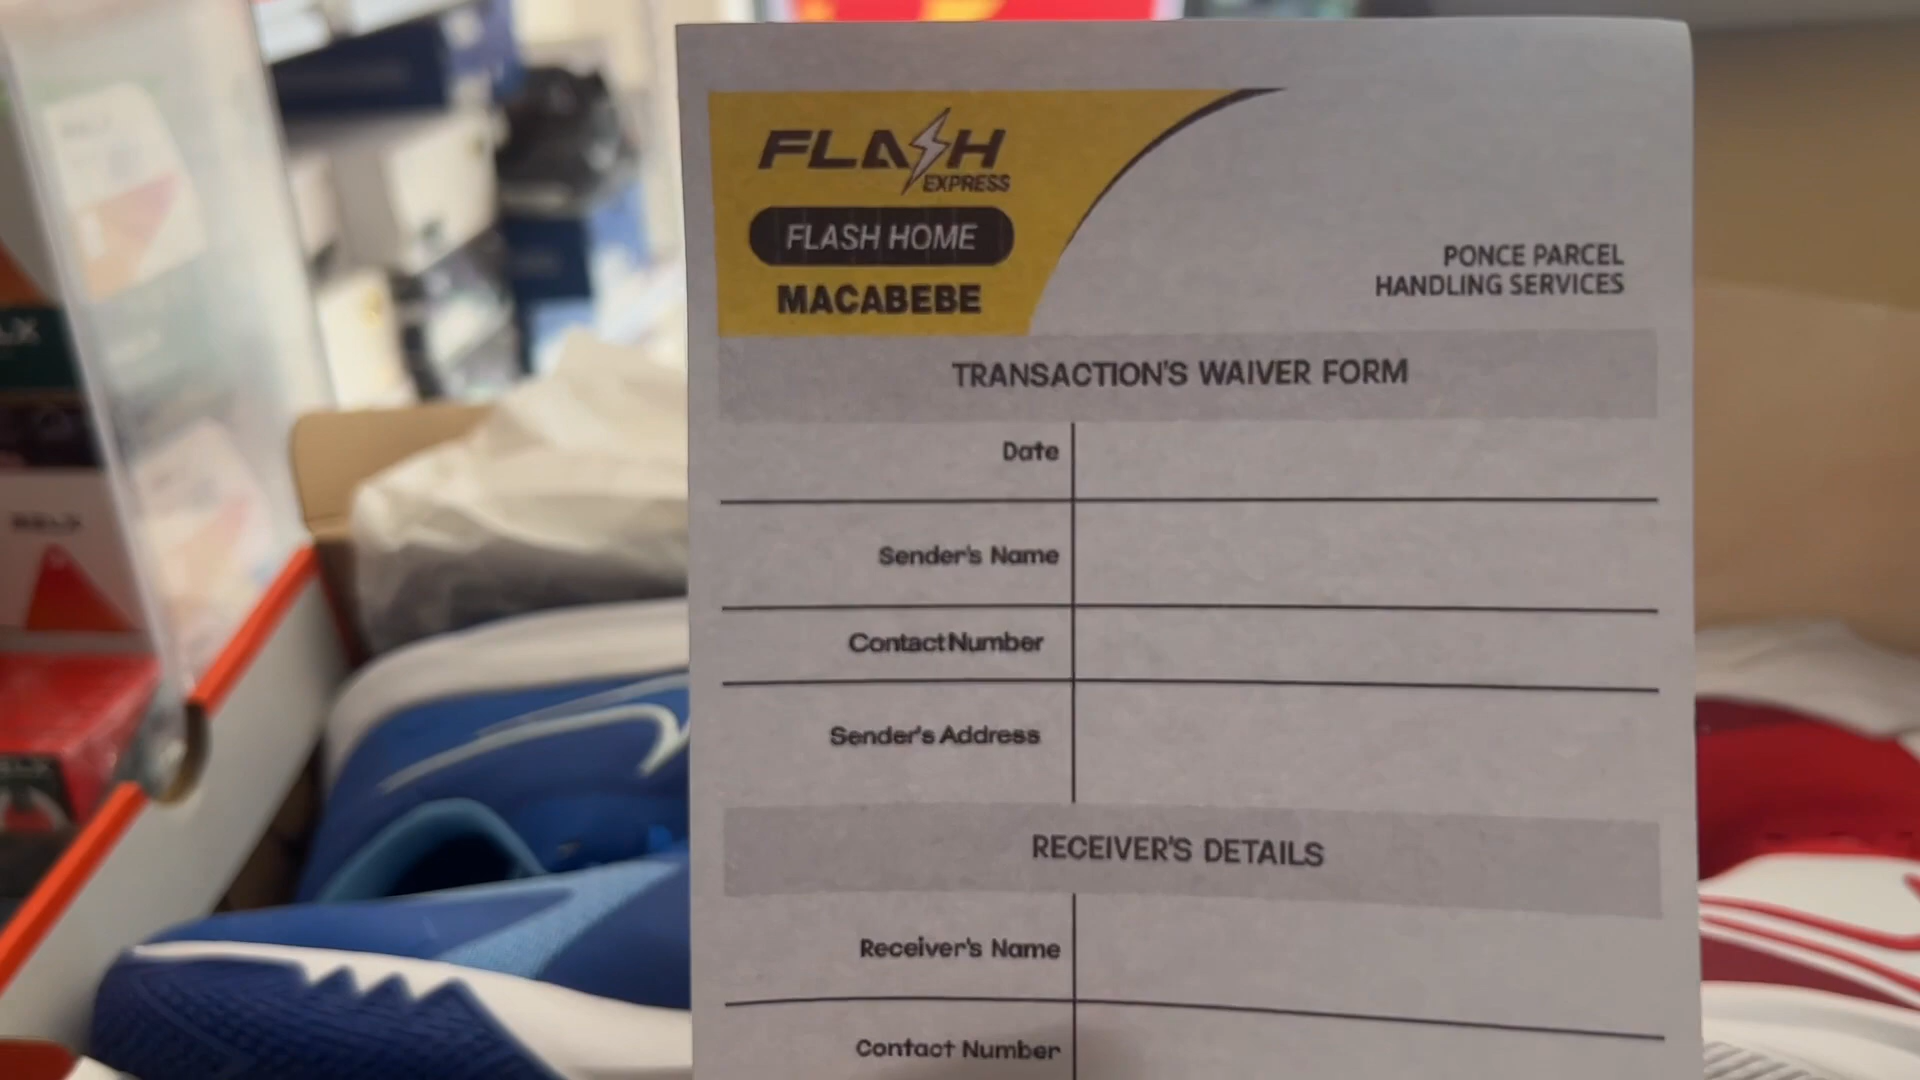 FLASH
EXPRESS
FLASH HOME
MACABEBE
PONCE PARCEL
HANDLING SERVICES
TRANSACTION'S WAIVER FORM
Date
Sender's Name
Contact Number
Sender's Address
RECEIVER'S DETAILS
Receiver's Name
Contact Number
RELX